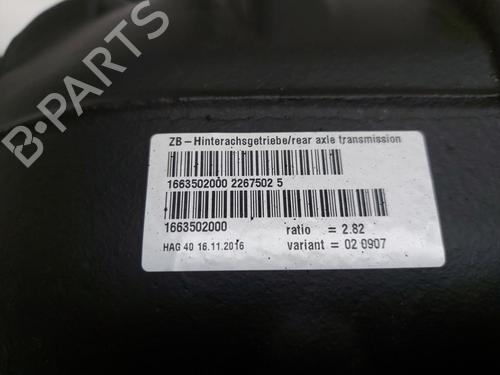 ZB-Hinterachsgetriebe/rear axle transmission
1663502000 2267502 5
1663502000 ratio = 2.82
HAG 40 16.11.2016 variant = 02 0907
B-PARTS